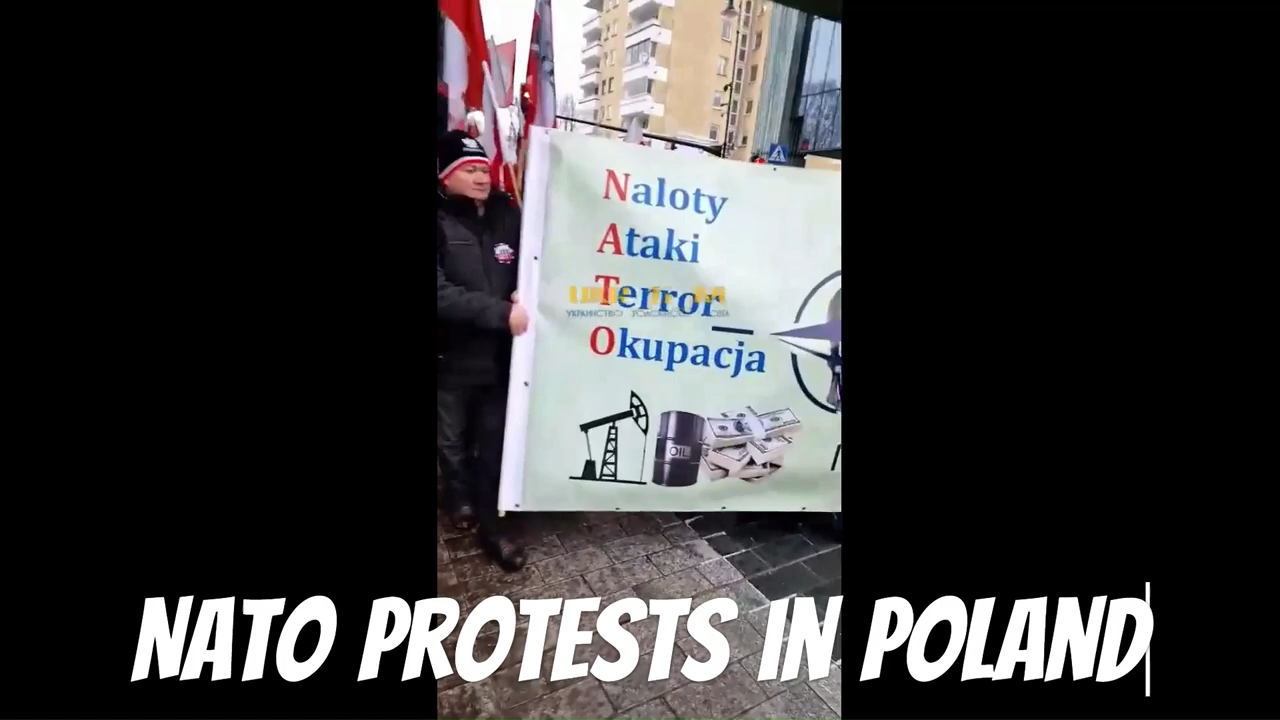 Naloty
Ataki
Terror
Okupacja
OIL
NATO PROTESTS IN POLAND